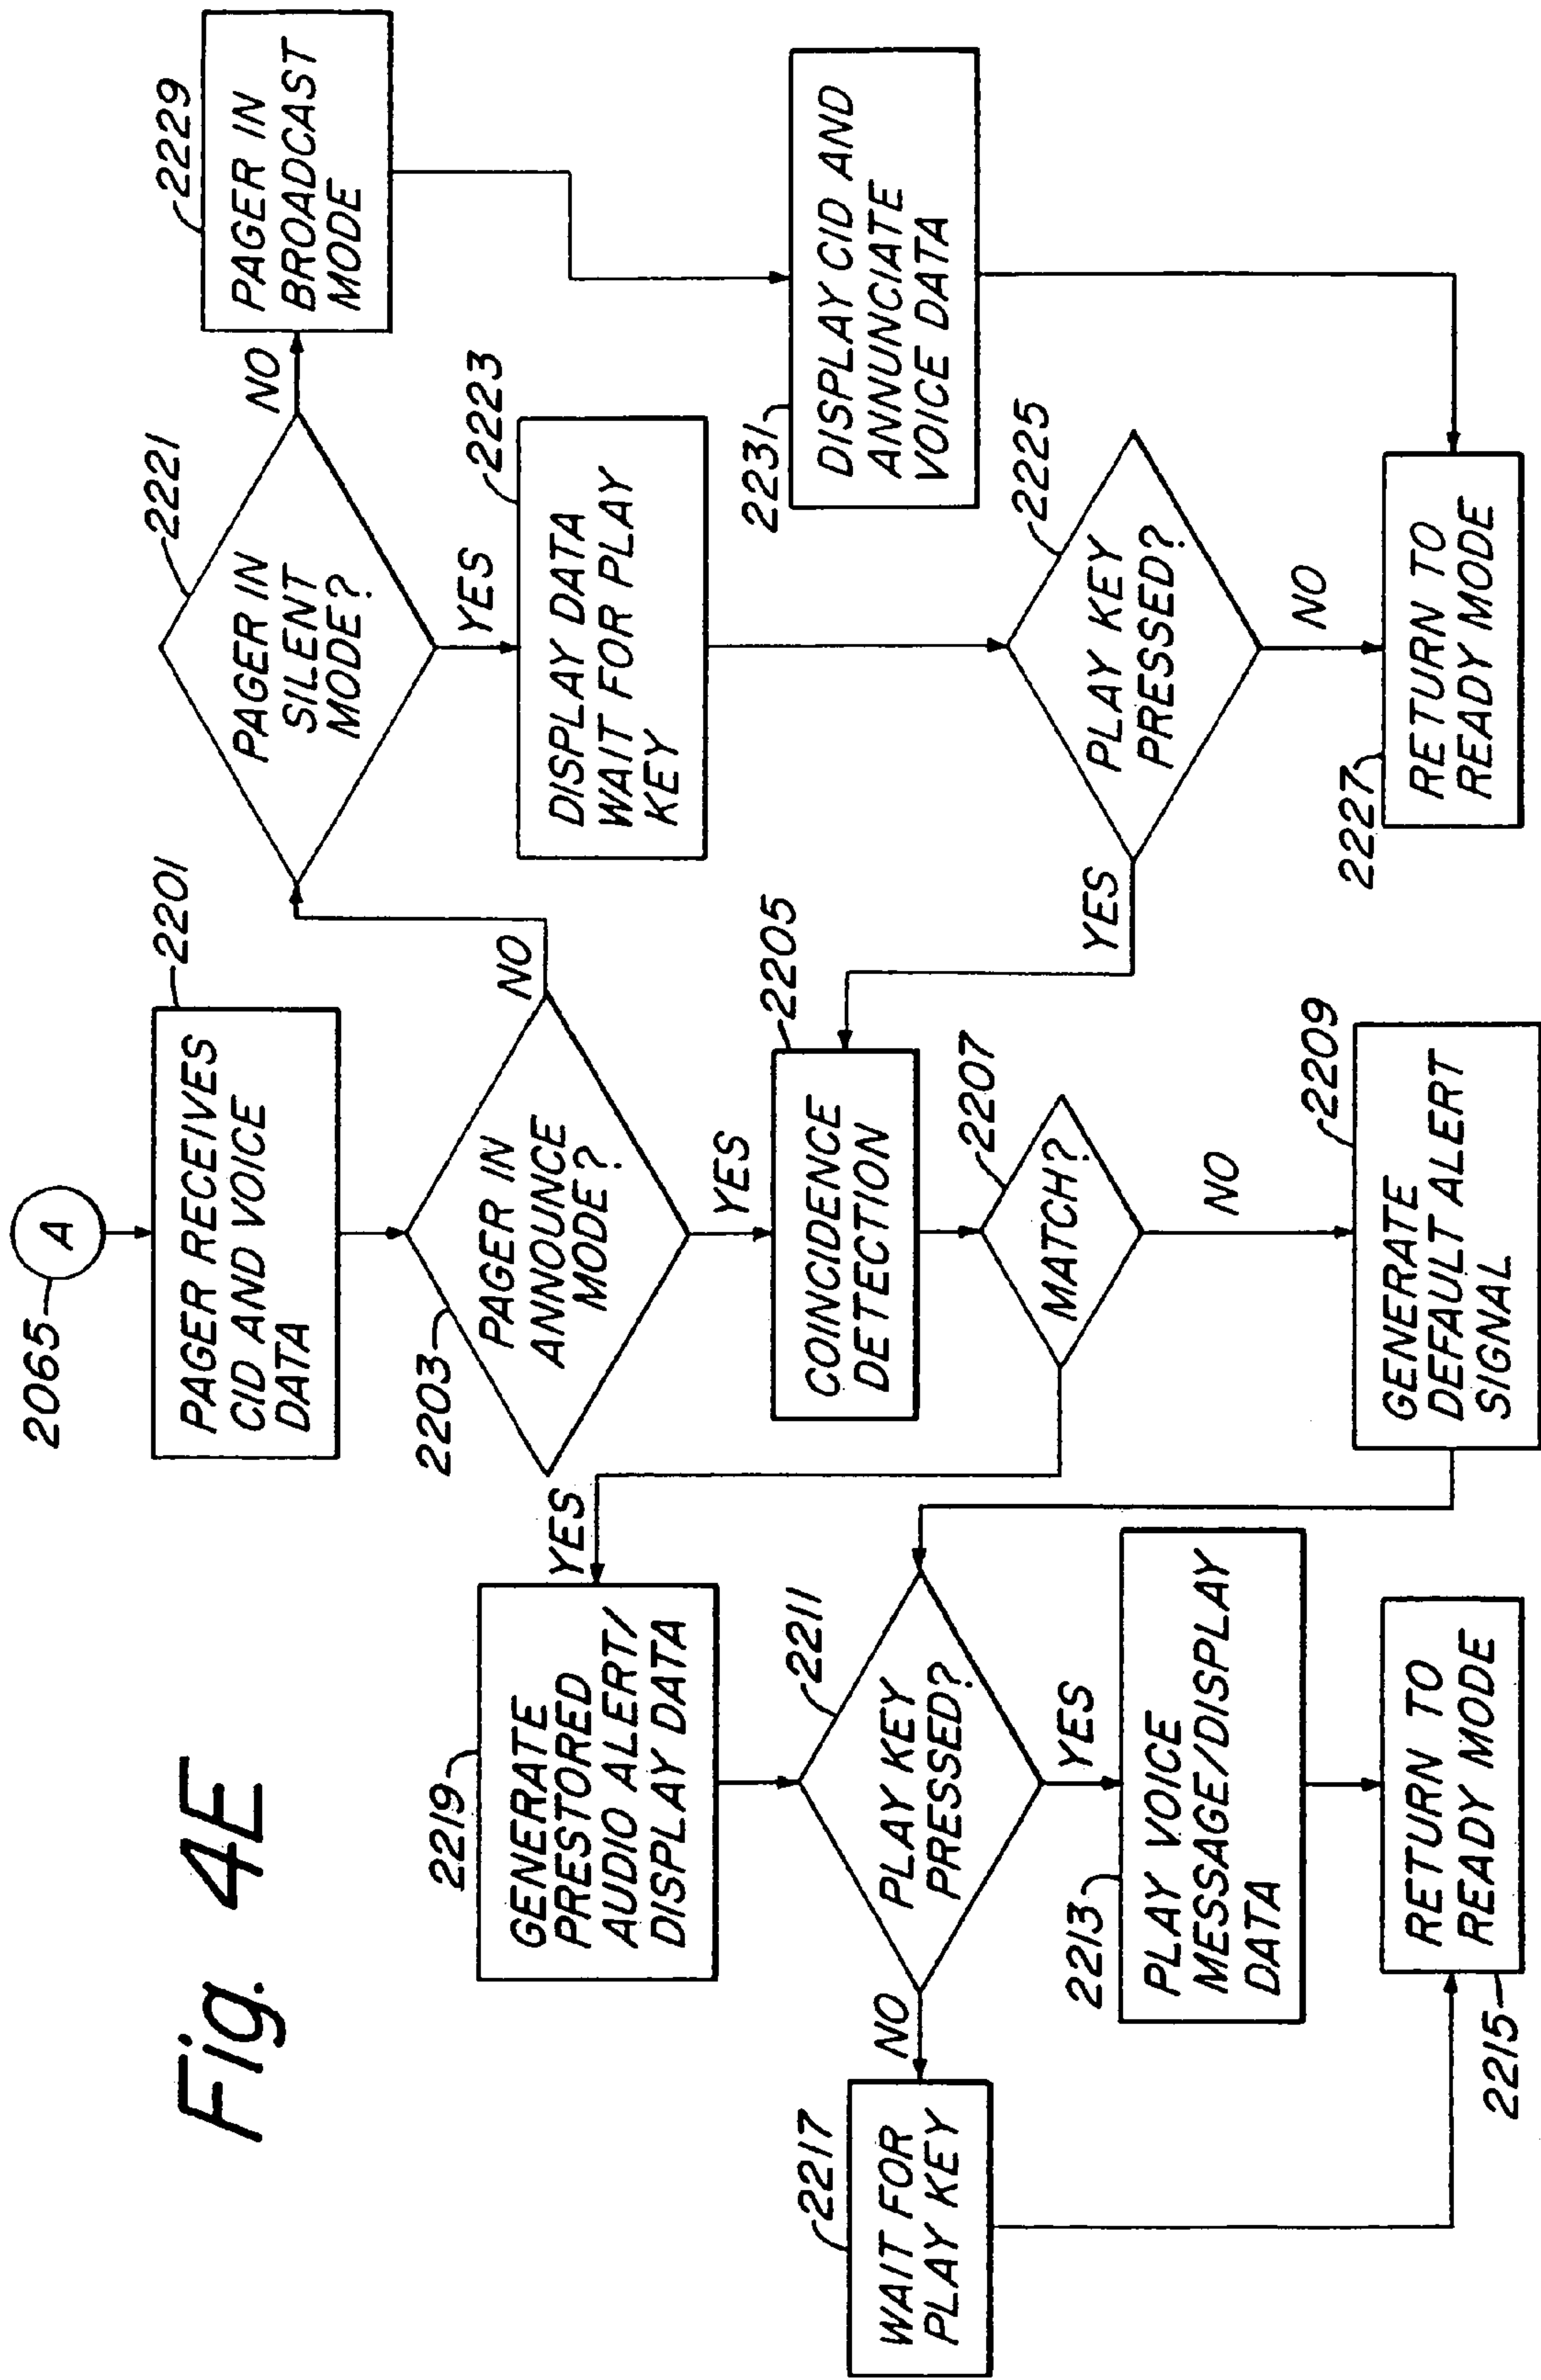 Fig. 4E
2065
A
2201
PAGER RECEIVES
CID AND VOICE
DATA
2203
PAGER IN
ANNOUNCE
MODE?
NO
YES
2221
PAGER IN
SILENT
MODE?
NO
YES
2229
PAGER IN
BROADCAST
MODE
2223
DISPLAY DATA
WAIT FOR PLAY
KEY
2231
DISPLAY CID AND
ANNUNCIATE
VOICE DATA
2225
PLAY KEY
PRESSED?
YES
NO
2227
RETURN TO
READY MODE
2205
COINCIDENCE
DETECTION
2207
MATCH?
YES
NO
2209
GENERATE
DEFAULT ALERT
SIGNAL
2219
GENERATE
PRESTORED
AUDIO ALERT/
DISPLAY DATA
2211
PLAY KEY
PRESSED?
NO
YES
2217
WAIT FOR
PLAY KEY
2213
PLAY VOICE
MESSAGE/DISPLAY
DATA
2215
RETURN TO
READY MODE